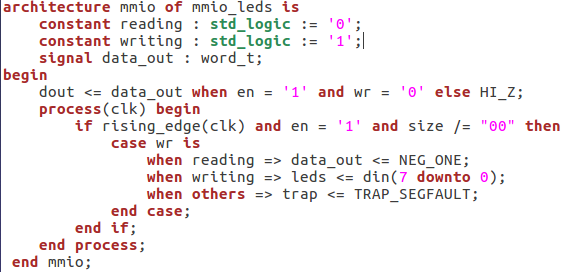 architecture mmio of mmio_leds is
    constant reading : std_logic := '0';
    constant writing : std_logic := '1';
    signal data_out : word_t;
begin
    dout <= data_out when en = '1' and wr = '0' else HI_Z;
    process(clk) begin
        if rising_edge(clk) and en = '1' and size /= "00" then
            case wr is
                when reading => data_out <= NEG_ONE;
                when writing => leds <= din(7 downto 0);
                when others => trap <= TRAP_SEGFAULT;
            end case;
        end if;
    end process;
 end mmio;